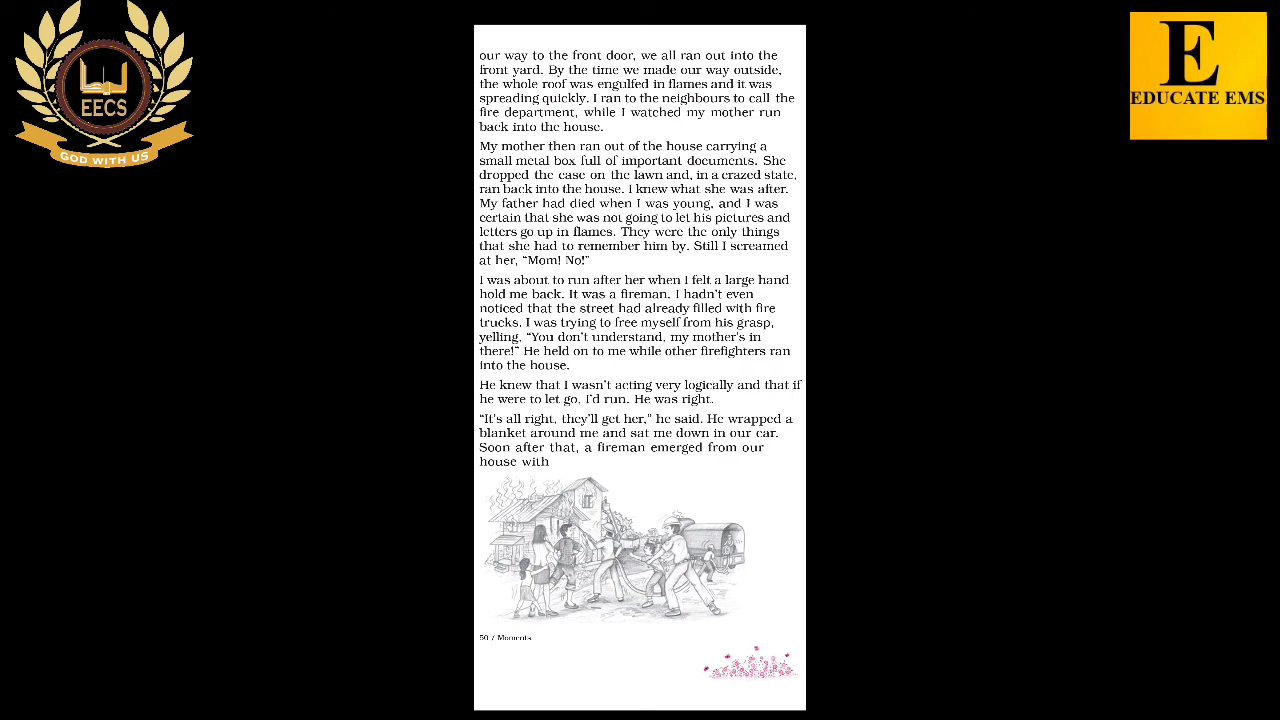 EECS
GOD WITH US
E
EDUCATE EMS
our way to the front door, we all ran out into the
front yard. By the time we made our way outside,
the whole roof was engulfed in flames and it was
spreading quickly. I ran to the neighbours to call the
fire department, while I watched my mother run
back into the house.
My mother then ran out of the house carrying a
small metal box full of important documents. She
dropped the case on the lawn and, in a crazed state,
ran back into the house. I knew what she was after.
My father had died when I was young, and I was
certain that she was not going to let his pictures and
letters go up in flames. They were the only things
that she had to remember him by. Still I screamed
at her, “Mom! No!”
I was about to run after her when I felt a large hand
hold me back. It was a fireman. I hadn’t even
noticed that the street had already filled with fire
trucks. I was trying to free myself from his grasp,
yelling, “You don’t understand, my mother’s in
there!” He held on to me while other firefighters ran
into the house.
He knew that I wasn’t acting very logically and that if
he were to let go, I’d run. He was right.
“It’s all right, they’ll get her,” he said. He wrapped a
blanket around me and sat me down in our car.
Soon after that, a fireman emerged from our
house with
50 / Moments